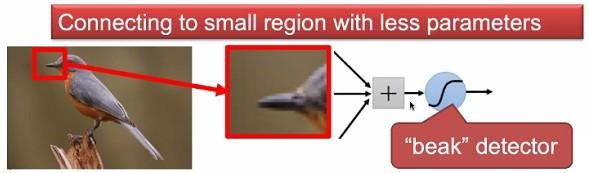 Connecting to small region with less parameters
+
“beak” detector